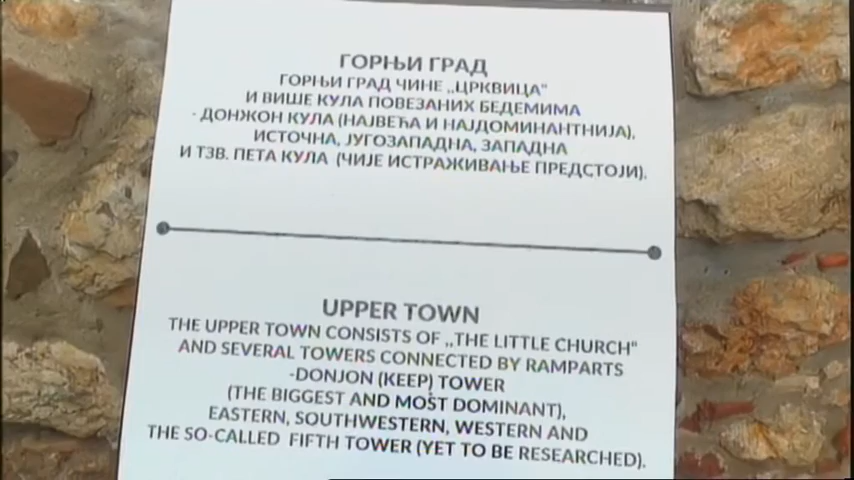 ГОРЊИ ГРАД
ГОРЊИ ГРАД ЧИНЕ „ЦРКВИЦА“
И ВИШЕ КУЛА ПОВЕЗАНИХ БЕДЕМИМА
- ДОНЖОН КУЛА (НАЈВЕЋА И НАЈДОМИНАНТНИЈА),
ИСТОЧНА, ЈУГОЗАПАДНА, ЗАПАДНА
И ТЗВ. ПЕТА КУЛА (ЧИЈЕ ИСТРАЖИВАЊЕ ПРЕДСТОЈИ).
UPPER TOWN
THE UPPER TOWN CONSISTS OF „THE LITTLE CHURCH“
AND SEVERAL TOWERS CONNECTED BY RAMPARTS
-DONJON (KEEP) TOWER
(THE BIGGEST AND MOST DOMINANT),
EASTERN, SOUTHWESTERN, WESTERN AND
THE SO-CALLED FIFTH TOWER (YET TO BE RESEARCHED).